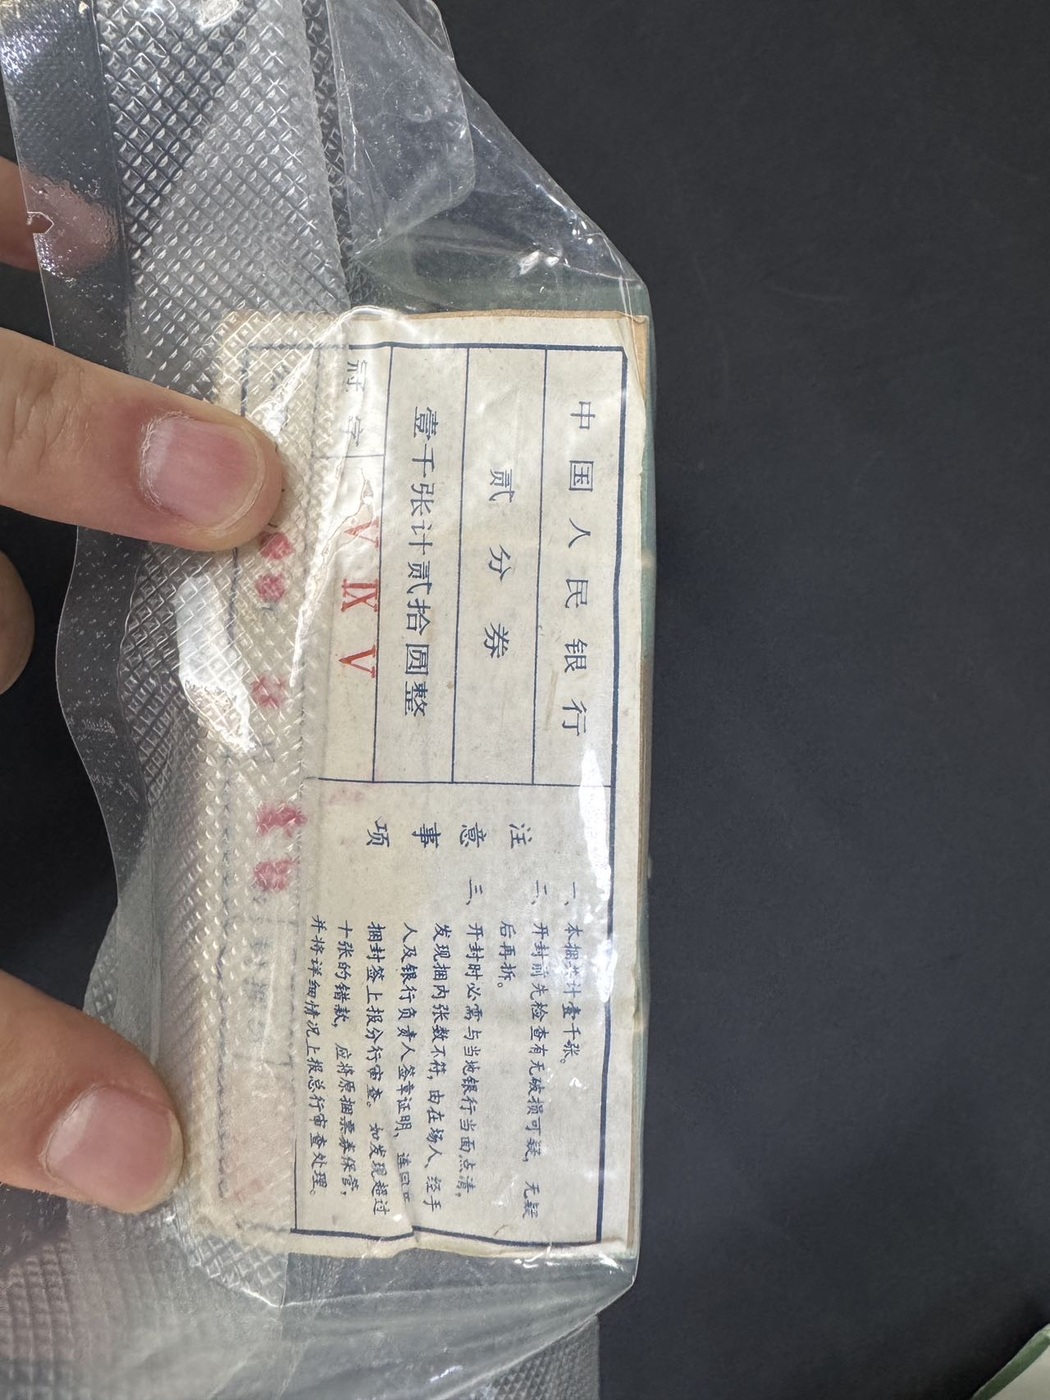 中国人民银行
贰分券
壹千张计贰拾圆整
冠字
V IX V
注意事项
一、本捆共计壹千张。
二、开封前先检查有无破损可疑，无疑
后再拆。
三、开封时必需与当地银行当面点清，
发现捆内张数不符，由在场人、经手
人及银行负责人签章证明、连同
捆封签上报分行审查。如发现超过
十张的错款，应将原捆票券保管，
并将详细情况上报总行审查处理。